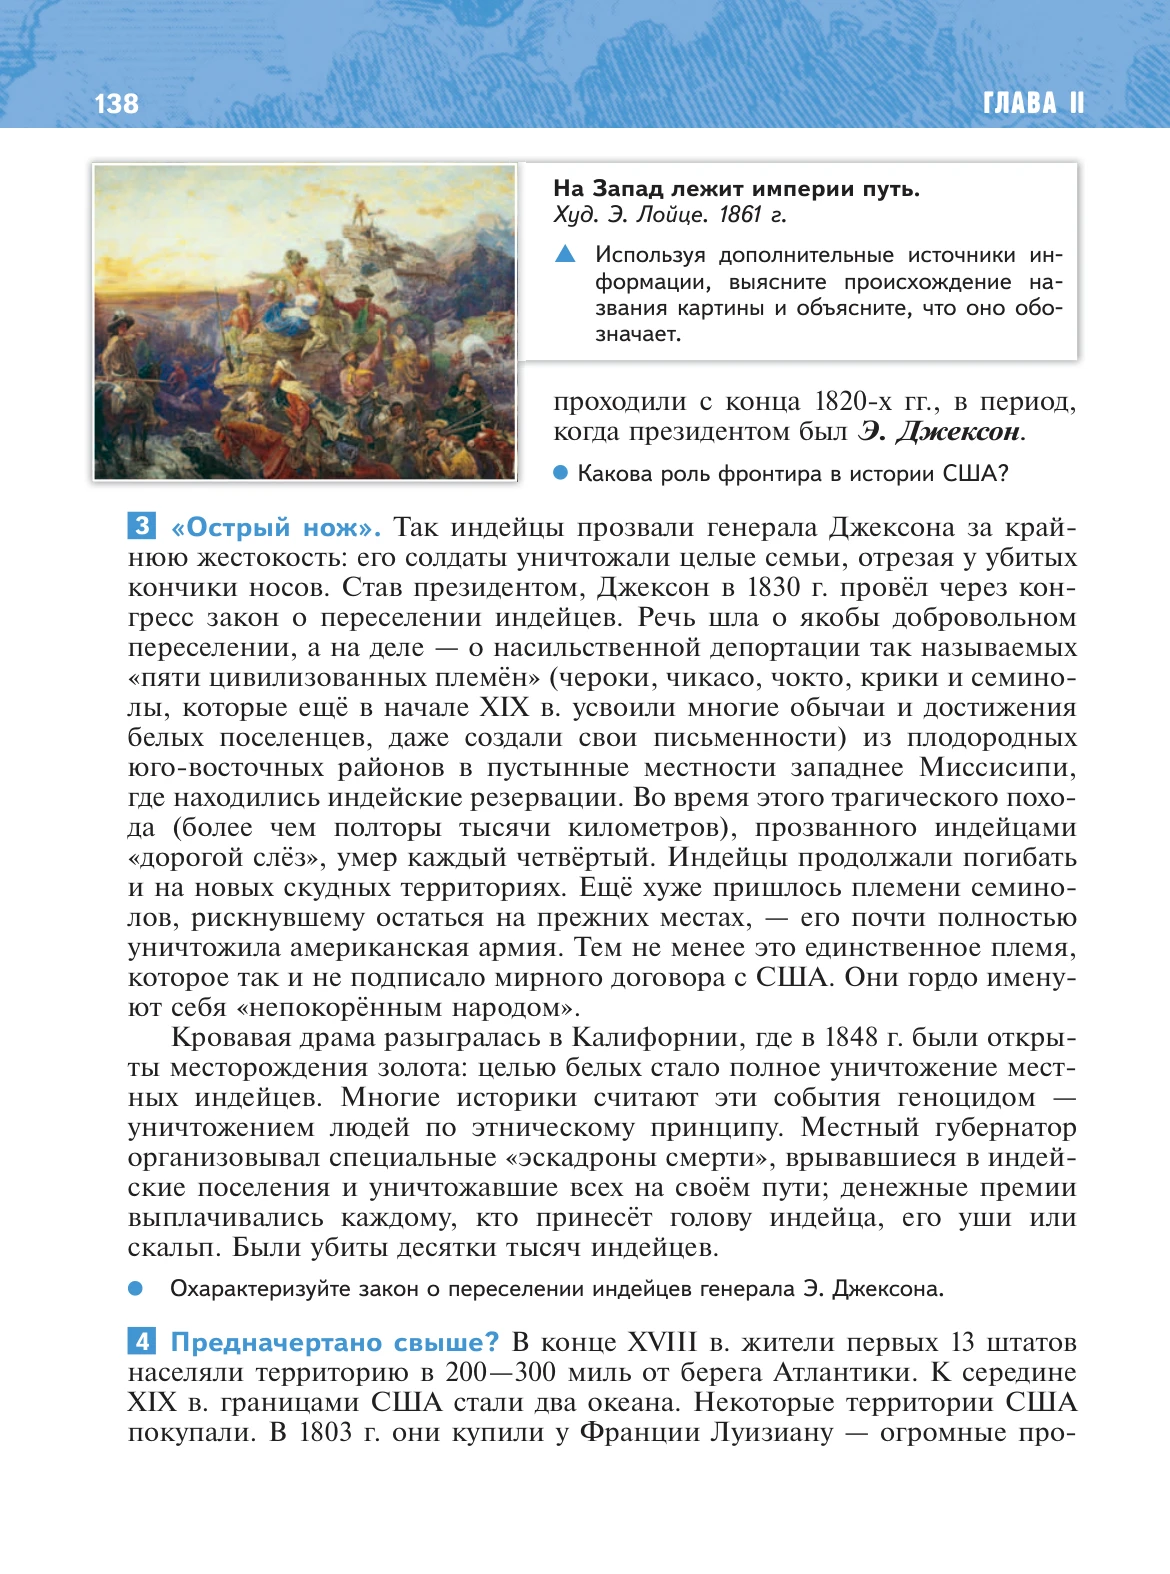 138
ГЛАВА II
На Запад лежит империи путь.
Худ. Э. Лойце. 1861 г.
Используя дополнительные источники ин-
формации, выясните происхождение на-
звания картины и объясните, что оно обо-
значает.
проходили с конца 1820-х гг., в период,
когда президентом был Э. Джексон.
Какова роль фронтира в истории США?
3 «Острый нож». Так индейцы прозвали генерала Джексона за край-
нюю жестокость: его солдаты уничтожали целые семьи, отрезая у убитых
кончики носов. Став президентом, Джексон в 1830 г. провёл через кон-
гресс закон о переселении индейцев. Речь шла о якобы добровольном
переселении, а на деле — о насильственной депортации так называемых
«пяти цивилизованных племён» (чероки, чикасо, чокто, крики и семино-
лы, которые ещё в начале XIX в. усвоили многие обычаи и достижения
белых поселенцев, даже создали свои письменности) из плодородных
юго-восточных районов в пустынные местности западнее Миссисипи,
где находились индейские резервации. Во время этого трагического похо-
да (более чем полторы тысячи километров), прозванного индейцами
«дорогой слёз», умер каждый четвёртый. Индейцы продолжали погибать
и на новых скудных территориях. Ещё хуже пришлось племени семино-
лов, рискнувшему остаться на прежних местах, — его почти полностью
уничтожила американская армия. Тем не менее это единственное племя,
которое так и не подписало мирного договора с США. Они гордо имену-
ют себя «непокорённым народом».
Кровавая драма разыгралась в Калифорнии, где в 1848 г. были откры-
ты месторождения золота: целью белых стало полное уничтожение мест-
ных индейцев. Многие историки считают эти события геноцидом —
уничтожением людей по этническому принципу. Местный губернатор
организовывал специальные «эскадроны смерти», врывавшиеся в индей-
ские поселения и уничтожавшие всех на своём пути; денежные премии
выплачивались каждому, кто принесёт голову индейца, его уши или
скальп. Были убиты десятки тысяч индейцев.
Охарактеризуйте закон о переселении индейцев генерала Э. Джексона.
4 Предначертано свыше? В конце XVIII в. жители первых 13 штатов
населяли территорию в 200—300 миль от берега Атлантики. К середине
XIX в. границами США стали два океана. Некоторые территории США
покупали. В 1803 г. они купили у Франции Луизиану — огромные про-